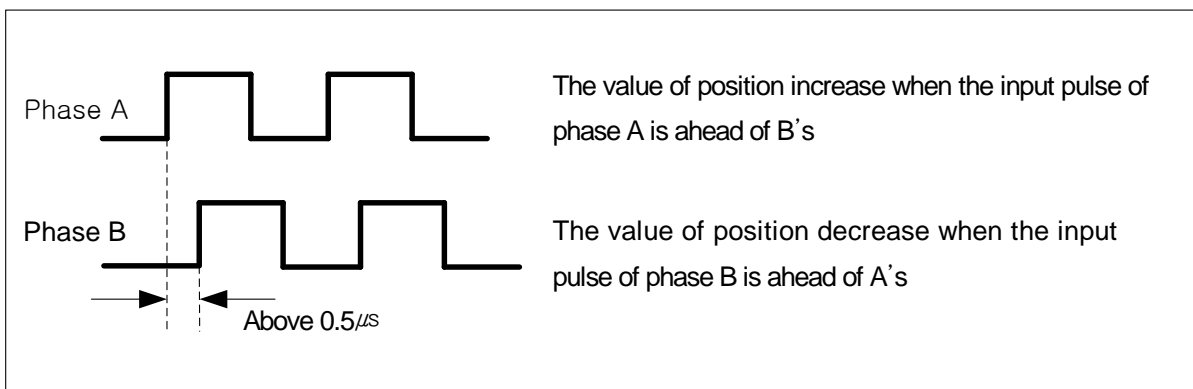 Phase A
The value of position increase when the input pulse of
phase A is ahead of B's
Phase B
The value of position decrease when the input
pulse of phase B is ahead of A's
Above 0.5㎲